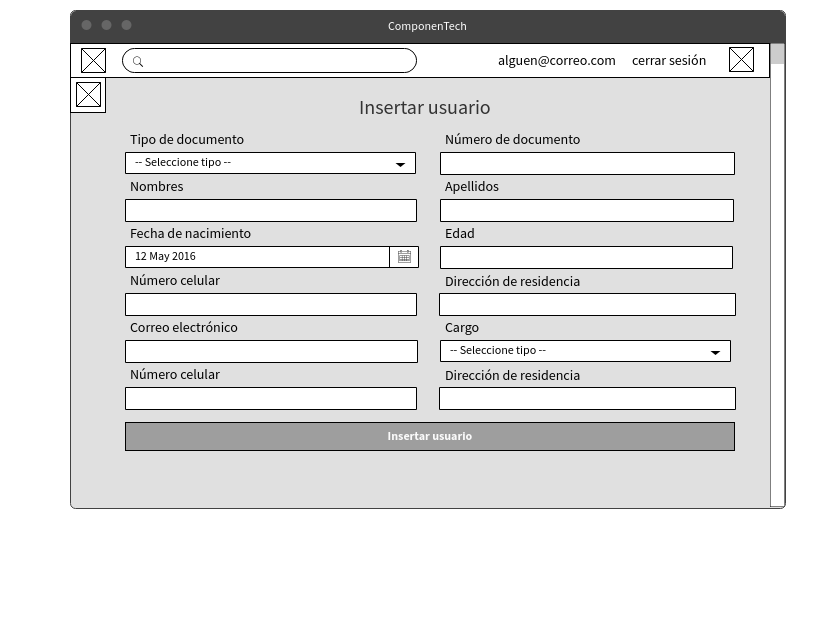 ComponenTech
alguen@correo.com cerrar sesión
Insertar usuario
Tipo de documento Número de documento
-- Seleccione tipo --
Nombres Apellidos
Fecha de nacimiento Edad
12 May 2016
Número celular Dirección de residencia
Correo electrónico Cargo
-- Seleccione tipo --
Número celular Dirección de residencia
Insertar usuario